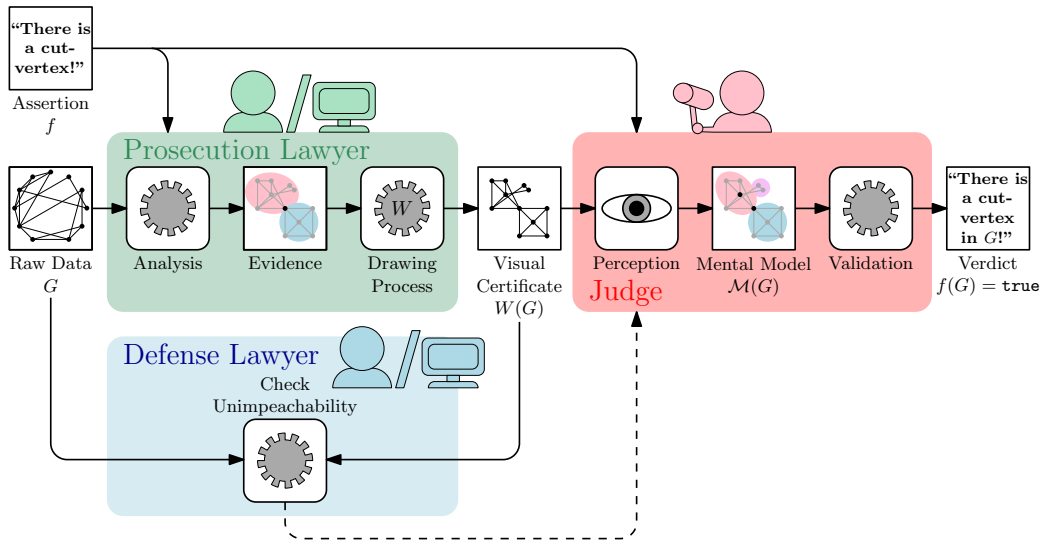 “There is
a cut-
vertex!”
Assertion
f
Prosecution Lawyer
W
Raw Data
G
Analysis
Evidence
Drawing
Process
Visual
Certificate
W(G)
Perception
Mental Model
M(G)
Validation
Judge
“There is
a cut-
vertex
in G!”
Verdict
f(G) = true
Defense Lawyer
Check
Unimpeachability